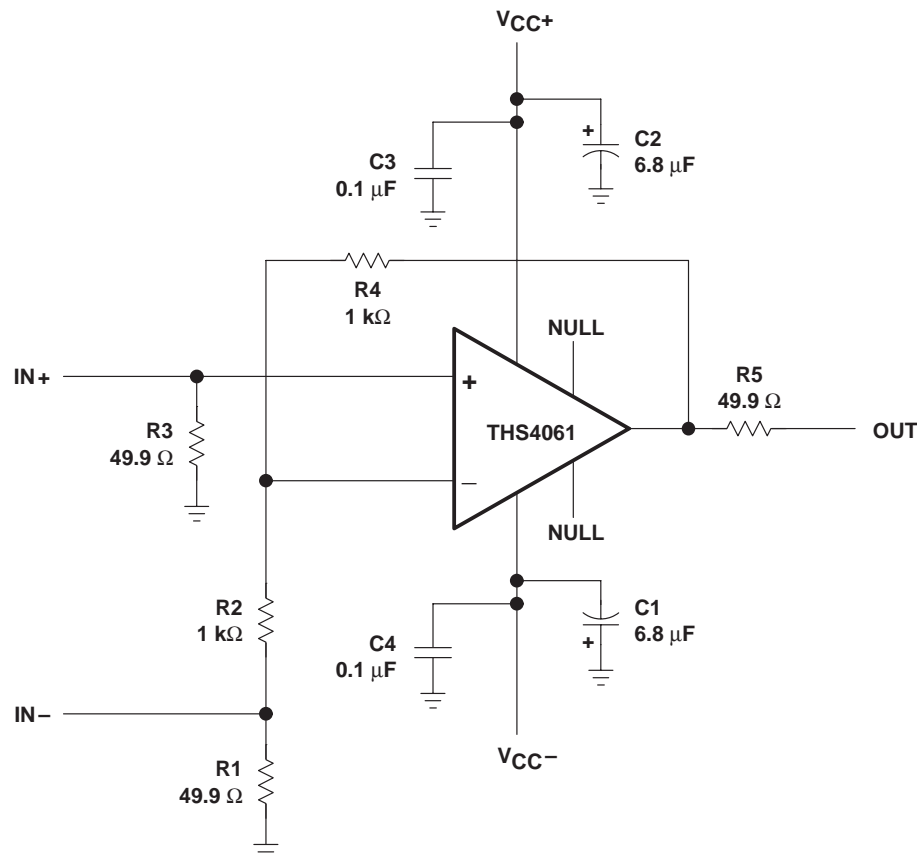 VCC+
C3
0.1 μF
C2
6.8 μF
+
R4
1 kΩ
NULL
IN+
+
THS4061
R5
49.9 Ω
OUT
R3
49.9 Ω
−
NULL
R2
1 kΩ
C4
0.1 μF
C1
6.8 μF
+
IN−
VCC−
R1
49.9 Ω